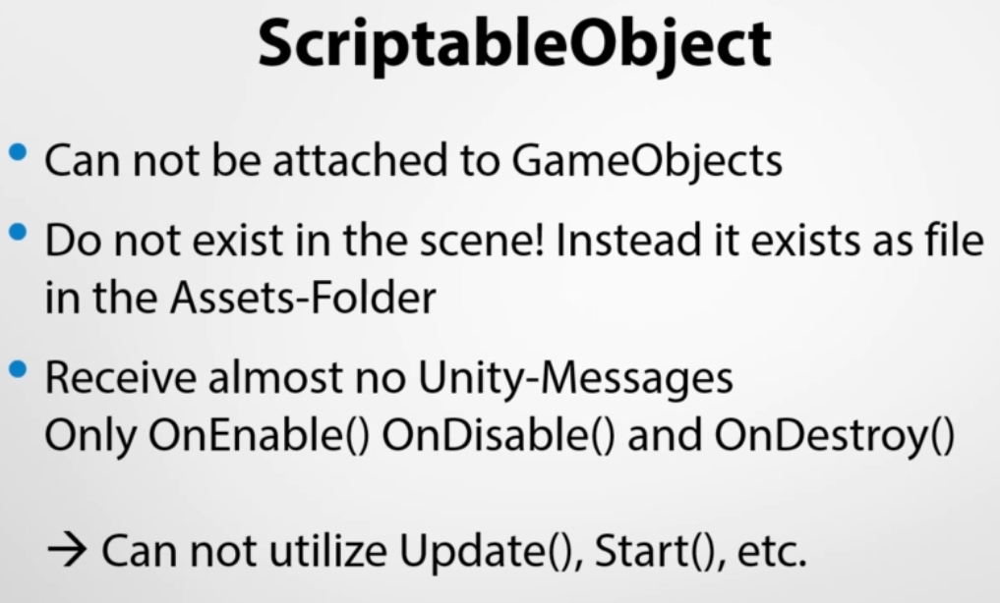 ScriptableObject
• Can not be attached to GameObjects
• Do not exist in the scene! Instead it exists as file
in the Assets-Folder
• Receive almost no Unity-Messages
Only OnEnable() OnDisable() and OnDestroy()
→ Can not utilize Update(), Start(), etc.